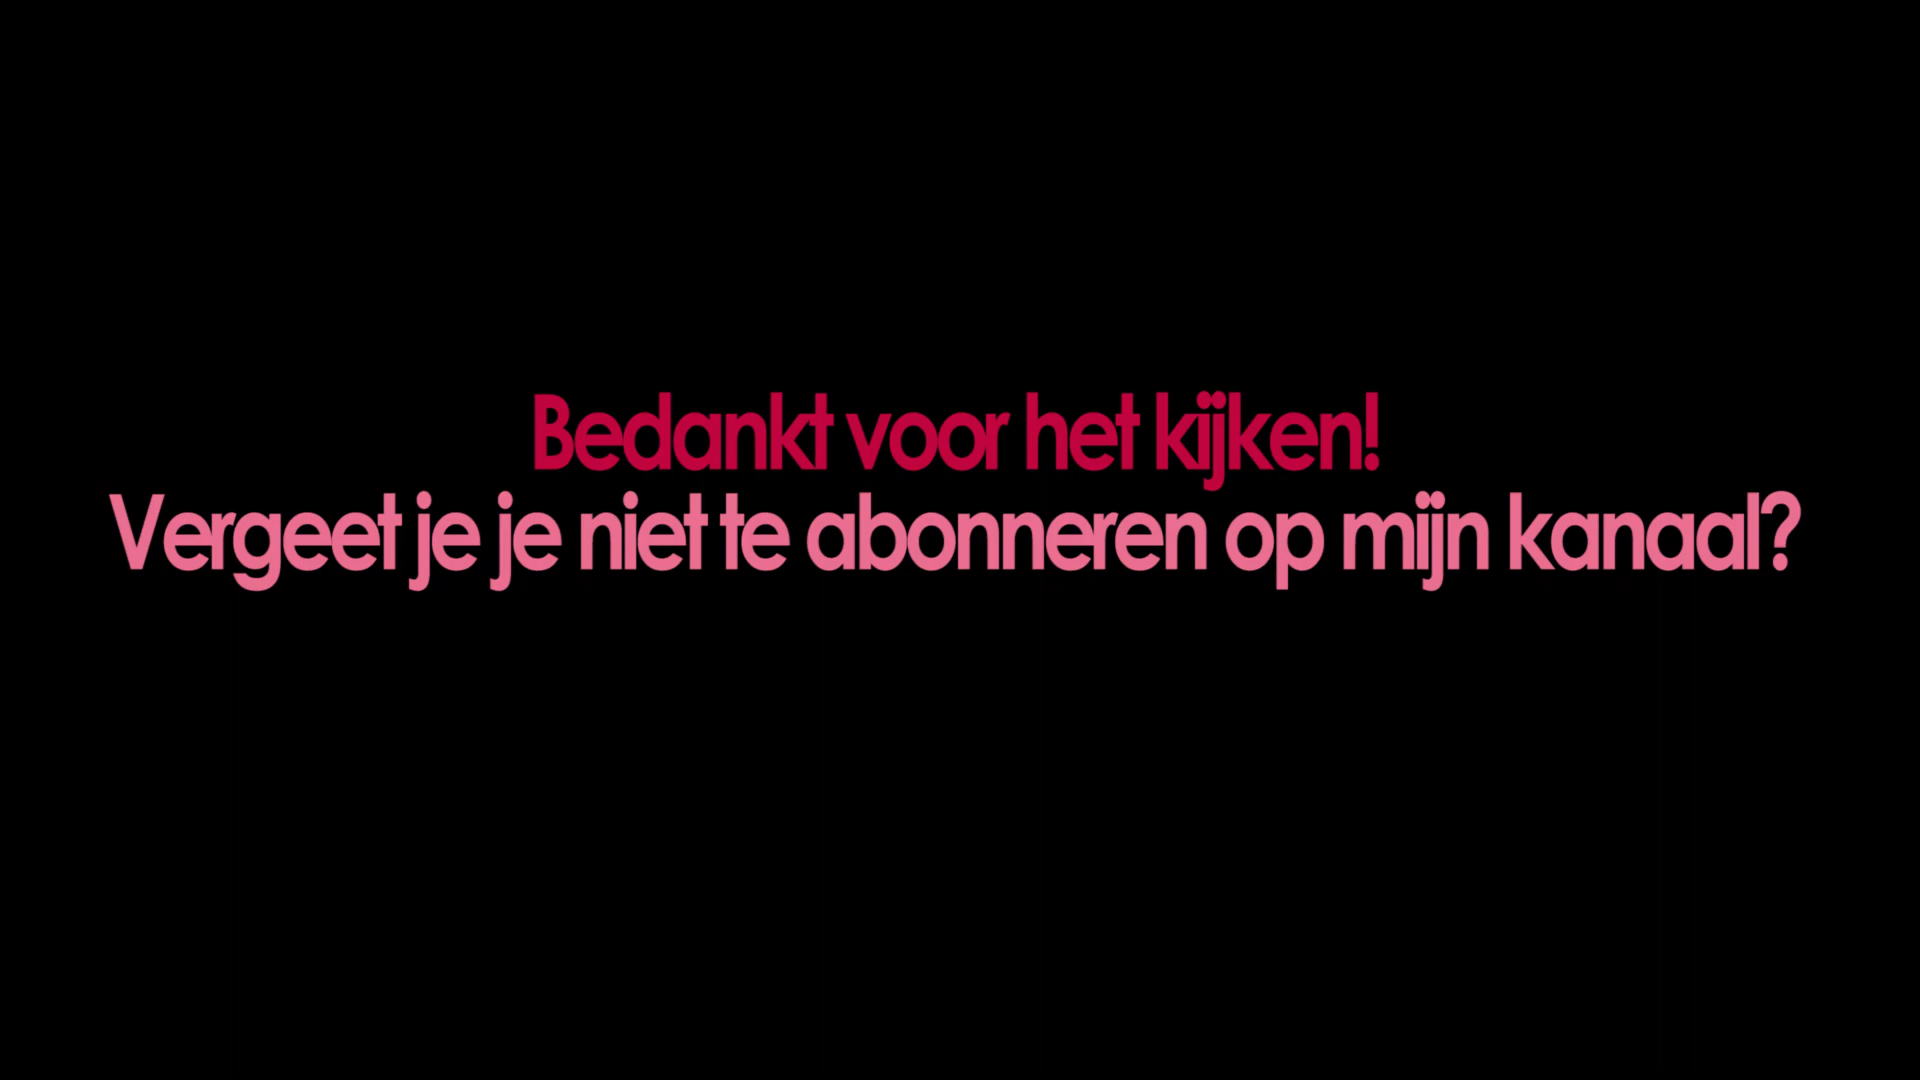 Bedankt voor het kijken!
Vergeet je je niet te abonneren op mijn kanaal?